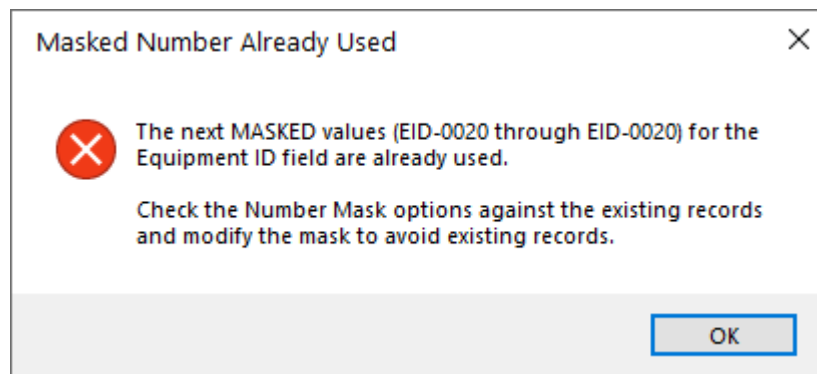 Masked Number Already Used
The next MASKED values (EID-0020 through EID-0020) for the
Equipment ID field are already used.
Check the Number Mask options against the existing records
and modify the mask to avoid existing records.
OK